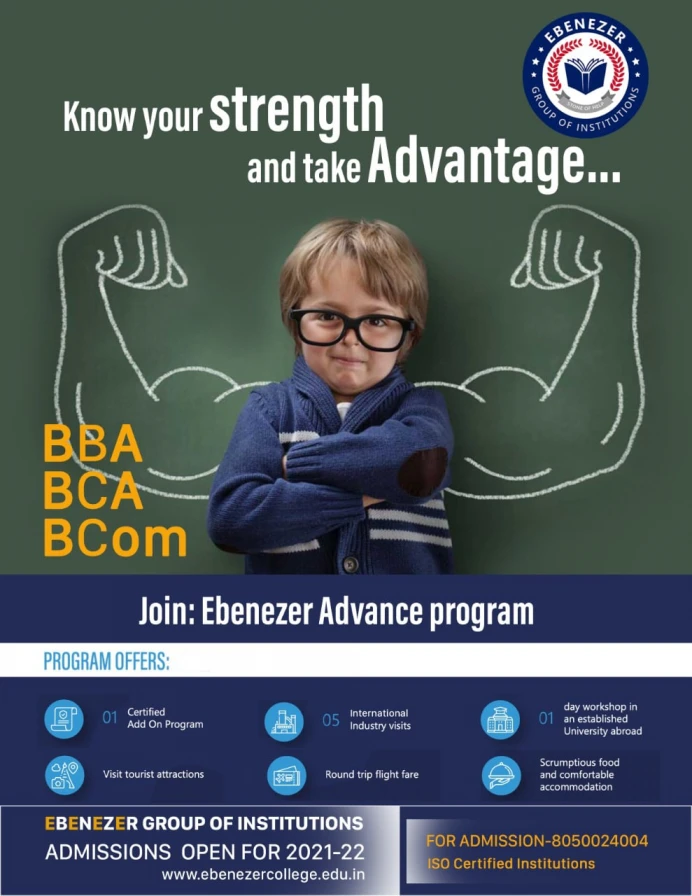 EBENEZER
GROUP OF INSTITUTIONS
Know your strength
and take Advantage...
BBA
BCA
BCom
Join: Ebenezer Advance program
PROGRAM OFFERS:
01 Certified
Add On Program
05 International
Industry visits
01 day workshop in
an established
University abroad
Visit tourist attractions
Round trip flight fare
Scrumptious food
and comfortable
accommodation
EBENEZER GROUP OF INSTITUTIONS
ADMISSIONS OPEN FOR 2021-22
www.ebenezercollege.edu.in
FOR ADMISSION-8050024004
ISO Certified Institutions